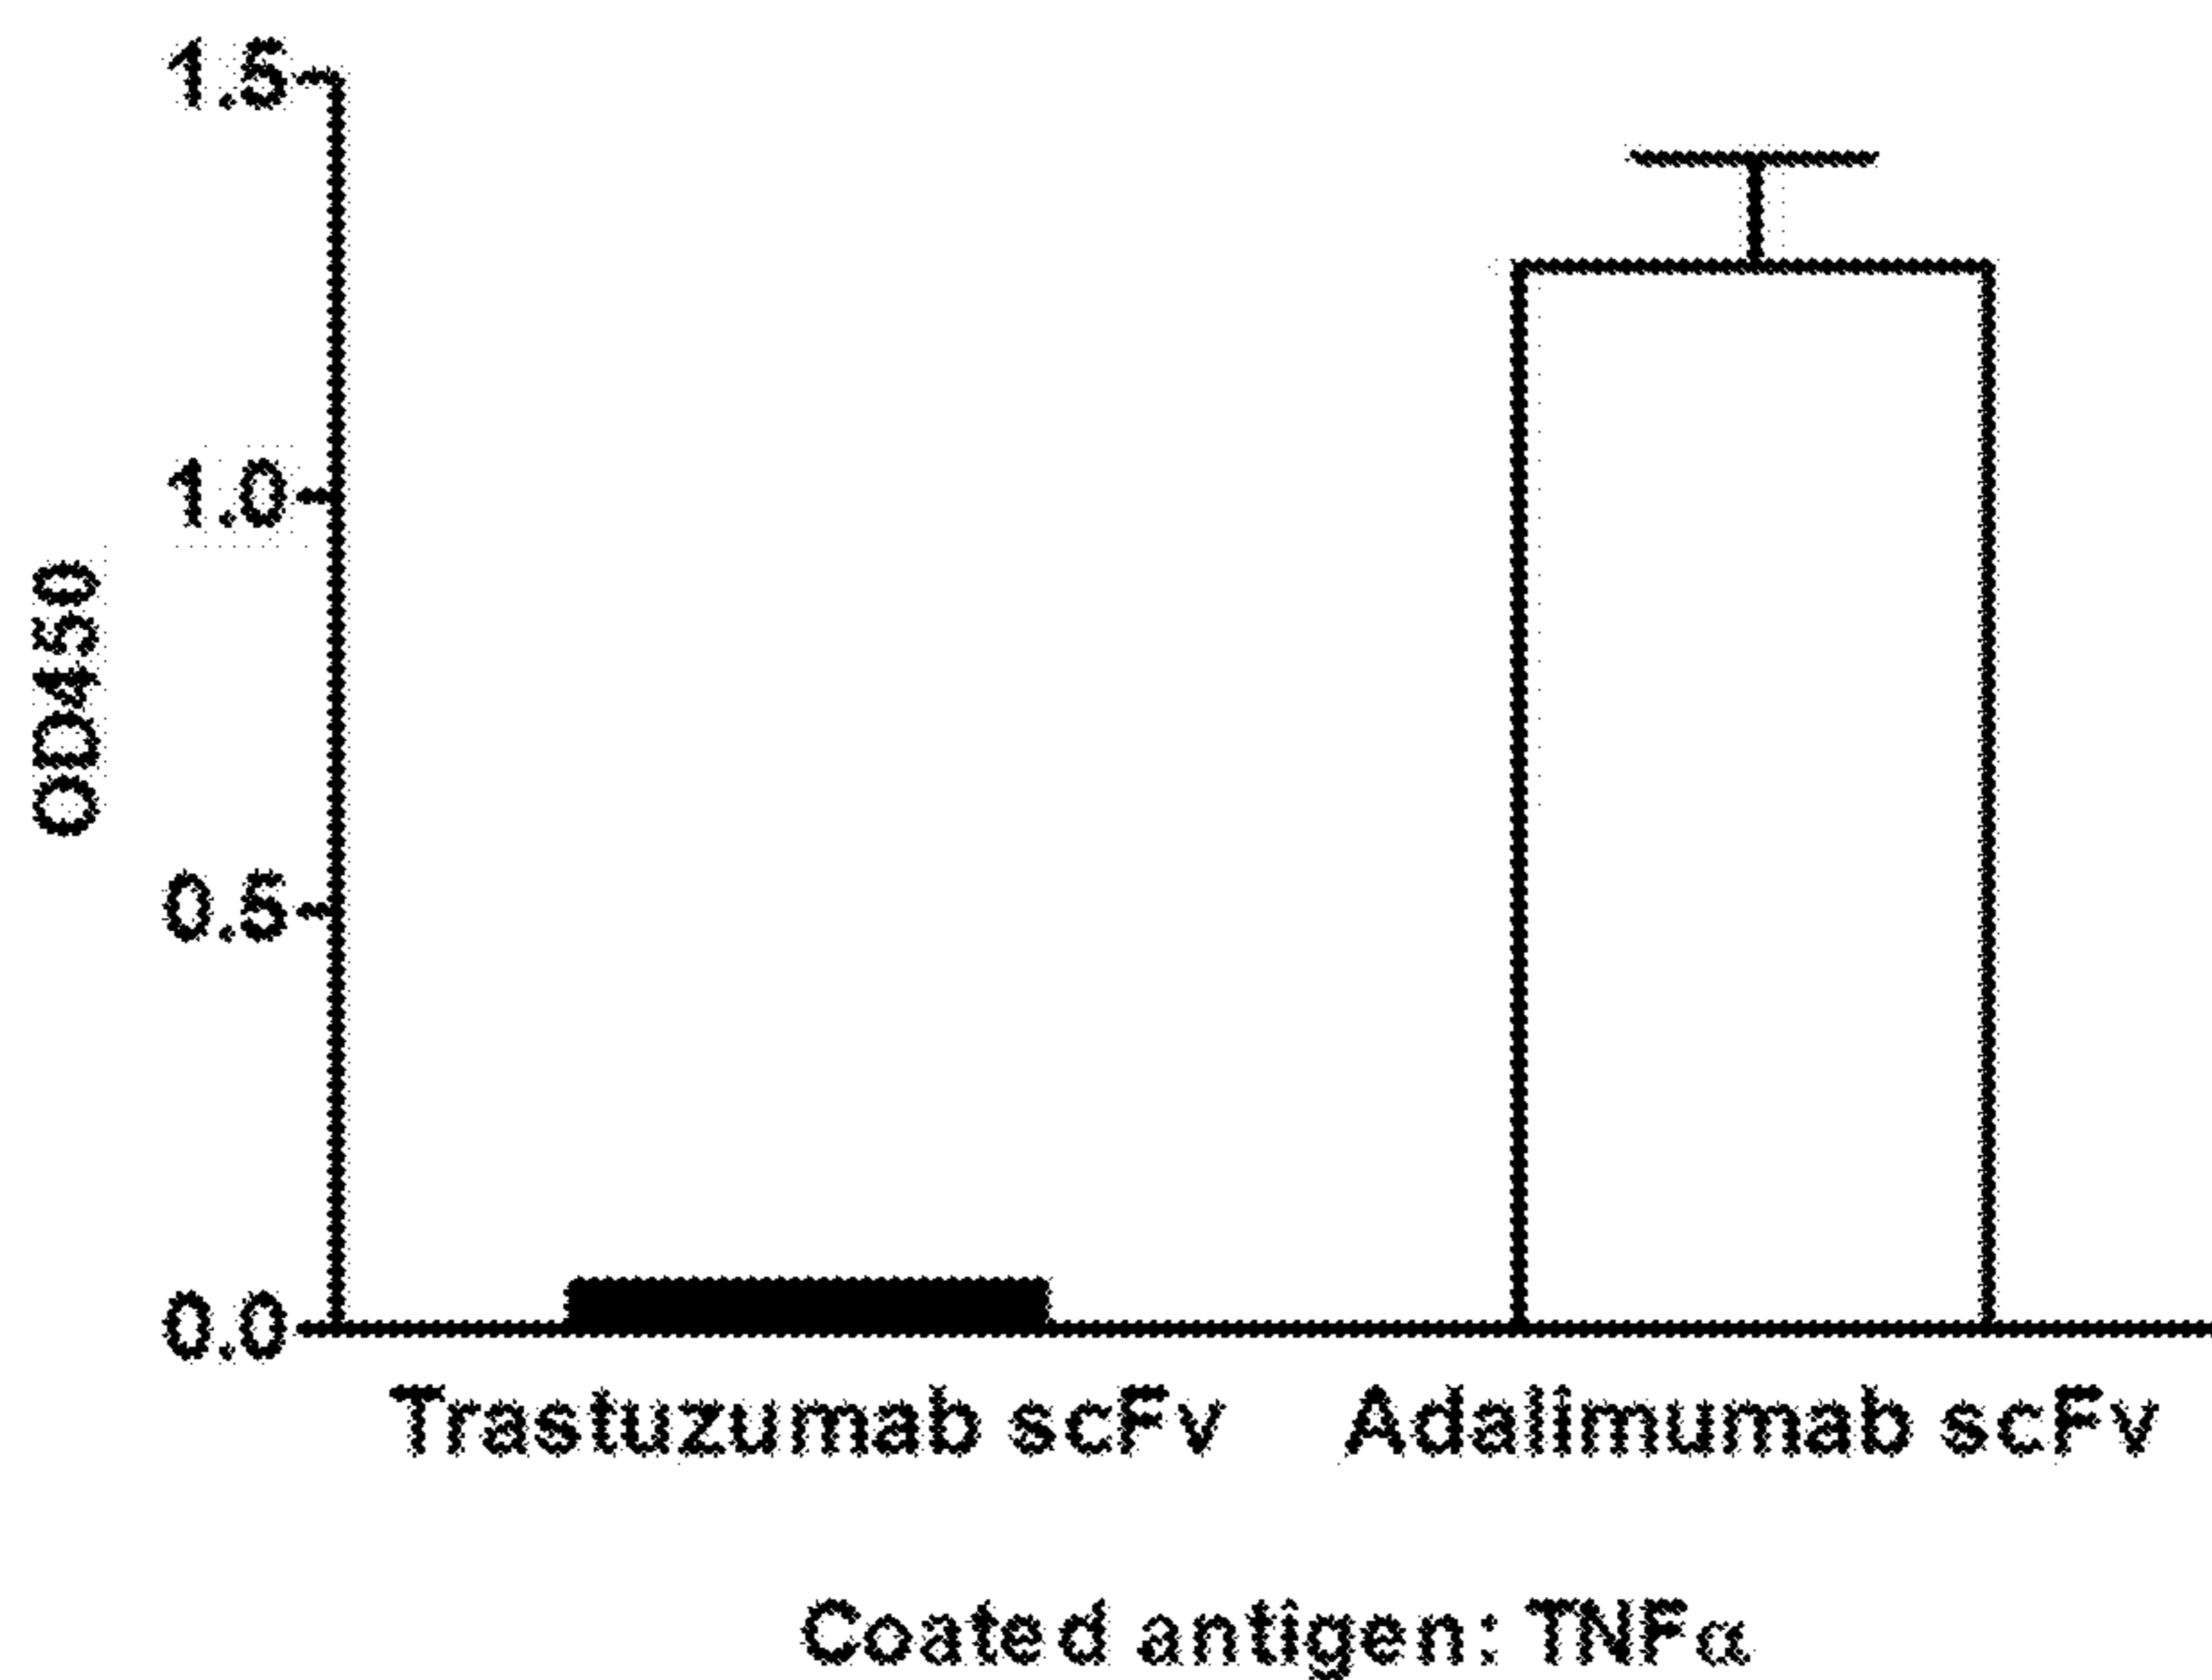 1.5
1.0
0.5
0.0
OD450
Trastuzumab scFv
Adalimumab scFv
Coated antigen: TNFα